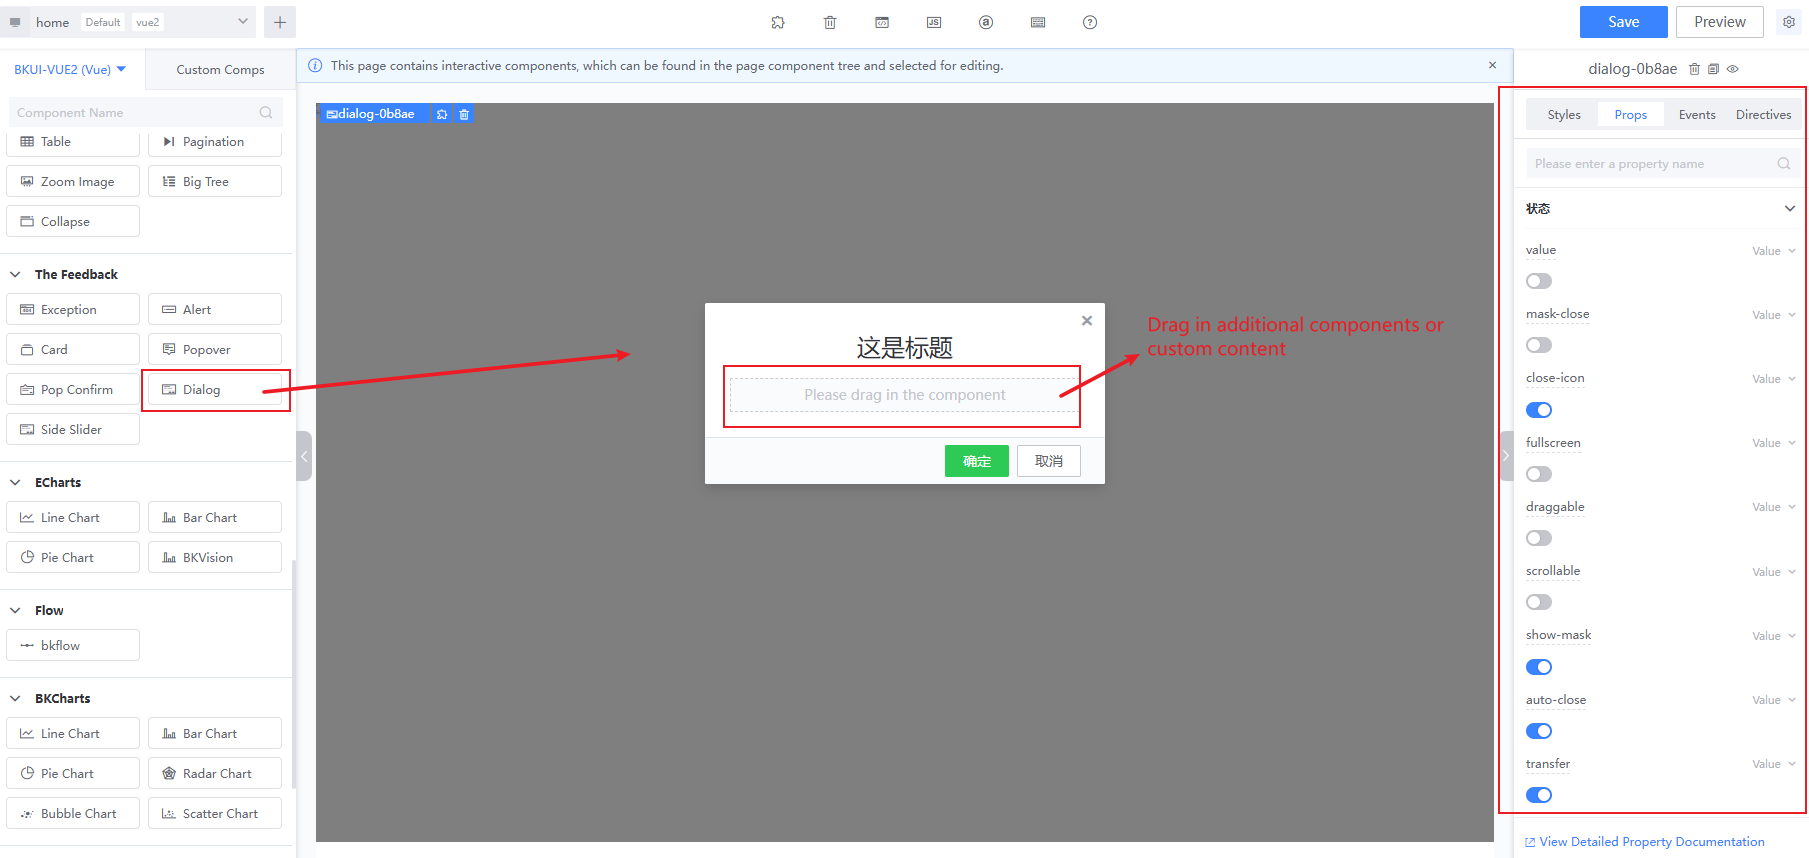 home Default vue2
Save
Preview
BKUI-VUE2 (Vue)
Custom Comps
Component Name
Table
Pagination
Zoom Image
Big Tree
Collapse
The Feedback
Exception
Alert
Card
Popover
Pop Confirm
Dialog
Side Slider
ECharts
Line Chart
Bar Chart
Pie Chart
BKVision
Flow
bkflow
BKCharts
Line Chart
Bar Chart
Pie Chart
Radar Chart
Bubble Chart
Scatter Chart
This page contains interactive components, which can be found in the page component tree and selected for editing.
dialog-0b8ae
这是标题
Please drag in the component
确定
取消
Drag in additional components or
custom content
dialog-0b8ae
Styles
Props
Events
Directives
Please enter a property name
状态
value Value
mask-close Value
close-icon Value
fullscreen Value
draggable Value
scrollable Value
show-mask Value
auto-close Value
transfer Value
View Detailed Property Documentation